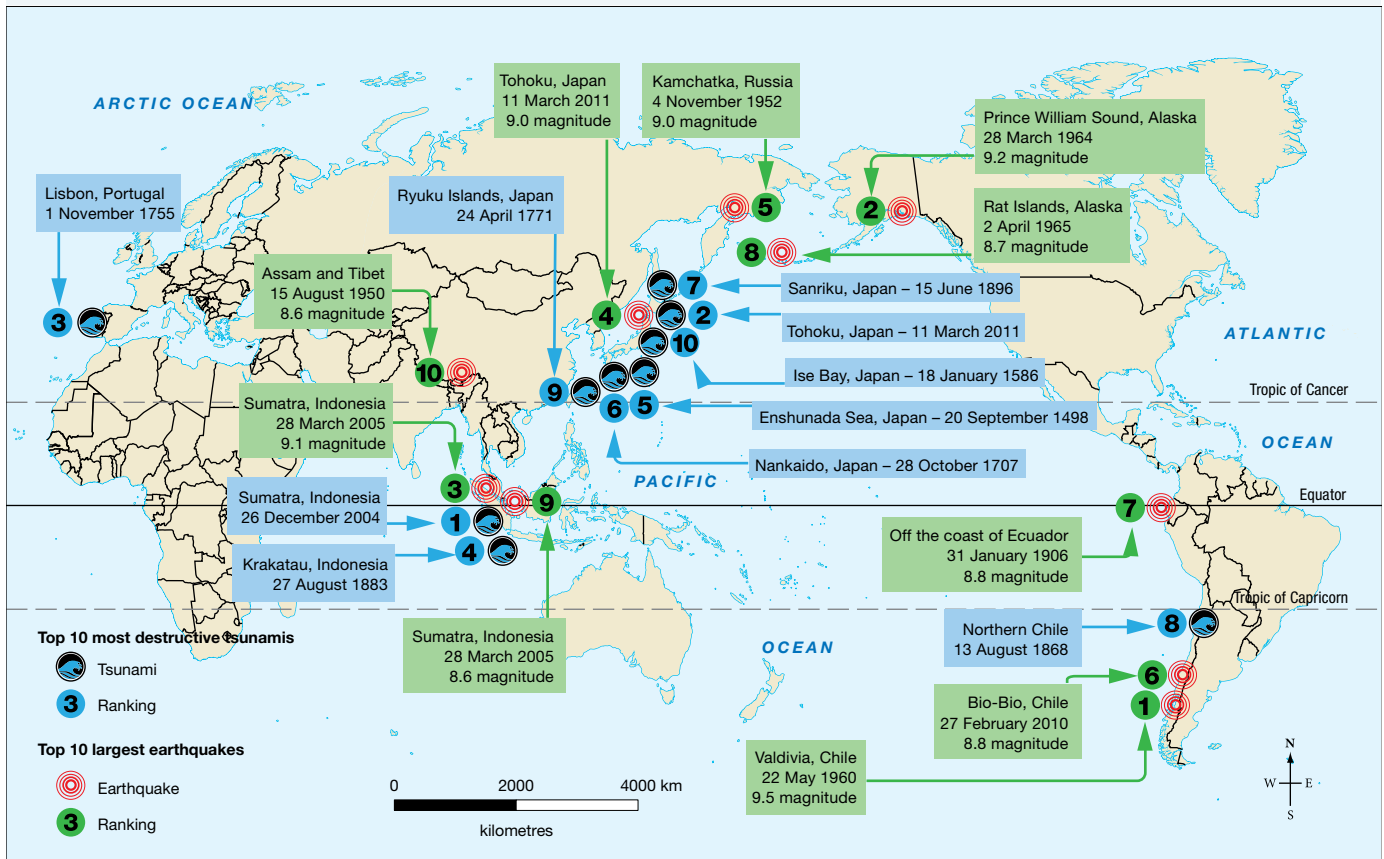 ARCTIC OCEAN
Tohoku, Japan
11 March 2011
9.0 magnitude
Kamchatka, Russia
4 November 1952
9.0 magnitude
Prince William Sound, Alaska
28 March 1964
9.2 magnitude
Lisbon, Portugal
1 November 1755
Ryuku Islands, Japan
24 April 1771
Rat Islands, Alaska
2 April 1965
8.7 magnitude
5
2
8
Assam and Tibet
15 August 1950
8.6 magnitude
7
Sanriku, Japan – 15 June 1896
3
4
2
Tohoku, Japan – 11 March 2011
ATLANTIC
10
10
Ise Bay, Japan – 18 January 1586
Tropic of Cancer
9
6
5
Enshunada Sea, Japan – 20 September 1498
Sumatra, Indonesia
28 March 2005
9.1 magnitude
OCEAN
Nankaido, Japan – 28 October 1707
PACIFIC
3
9
Equator
7
Sumatra, Indonesia
26 December 2004
1
Off the coast of Ecuador
31 January 1906
8.8 magnitude
4
Krakatau, Indonesia
27 August 1883
Tropic of Capricorn
8
Northern Chile
13 August 1868
Sumatra, Indonesia
28 March 2005
8.6 magnitude
OCEAN
6
Bio-Bio, Chile
27 February 2010
8.8 magnitude
1
Valdivia, Chile
22 May 1960
9.5 magnitude
Top 10 most destructive tsunamis
Tsunami
3
Ranking
Top 10 largest earthquakes
Earthquake
3
Ranking
0
2000
4000 km
kilometres
N
W
E
S